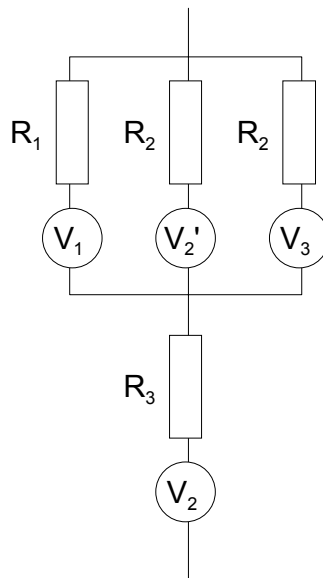 R₁ R₂ R₂
V₁ V₂' V₃
R₃
V₂